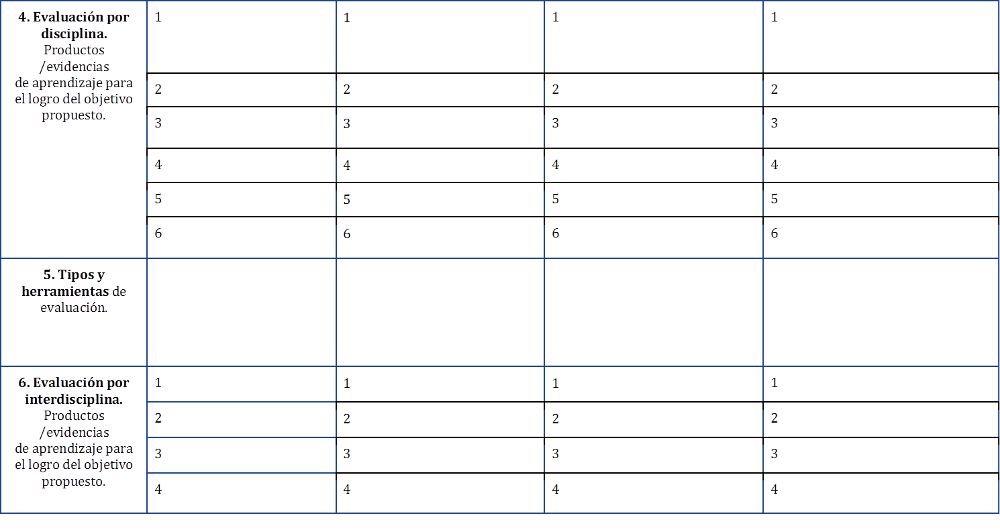 4. Evaluación por
disciplina.
Productos
/evidencias
de aprendizaje para
el logro del objetivo
propuesto.
1 1 1 1
2 2 2 2
3 3 3 3
4 4 4 4
5 5 5 5
6 6 6 6
5. Tipos y
herramientas de
evaluación.
6. Evaluación por
interdisciplina.
Productos
/evidencias
de aprendizaje para
el logro del objetivo
propuesto.
1 1 1 1
2 2 2 2
3 3 3 3
4 4 4 4